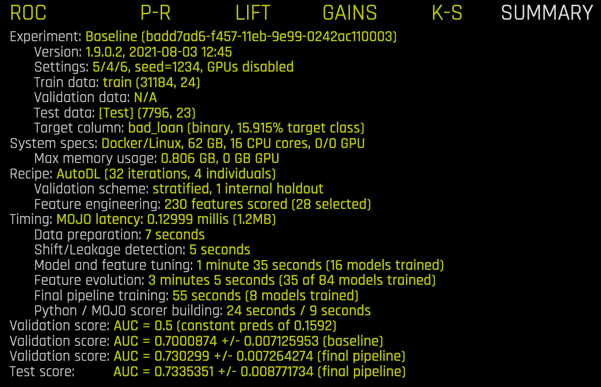 ROC P-R LIFT GAINS K-S SUMMARY
Experiment: Baseline (badd7ad6-f457-11eb-9e99-0242ac110003)
Version: 1.9.0.2, 2021-08-03 12:45
Settings: 5/4/6, seed=1234, GPUs disabled
Train data: train (31184, 24)
Validation data: N/A
Test data: [Test] (7796, 23)
Target column: bad_loan (binary, 15.915% target class)
System specs: Docker/Linux, 62 GB, 16 CPU cores, 0/0 GPU
Max memory usage: 0.806 GB, 0 GB GPU
Recipe: AutoDL (32 iterations, 4 individuals)
Validation scheme: stratified, 1 internal holdout
Feature engineering: 230 features scored (28 selected)
Timing: MOJO latency: 0.12999 millis (1.2MB)
Data preparation: 7 seconds
Shift/Leakage detection: 5 seconds
Model and feature tuning: 1 minute 35 seconds (16 models trained)
Feature evolution: 3 minutes 5 seconds (35 of 84 models trained)
Final pipeline training: 55 seconds (8 models trained)
Python / MOJO scorer building: 24 seconds / 9 seconds
Validation score: AUC = 0.5 (constant preds of 0.1592)
Validation score: AUC = 0.7000874 +/- 0.007125953 (baseline)
Validation score: AUC = 0.730299 +/- 0.007264274 (final pipeline)
Test score: AUC = 0.7335351 +/- 0.008771734 (final pipeline)